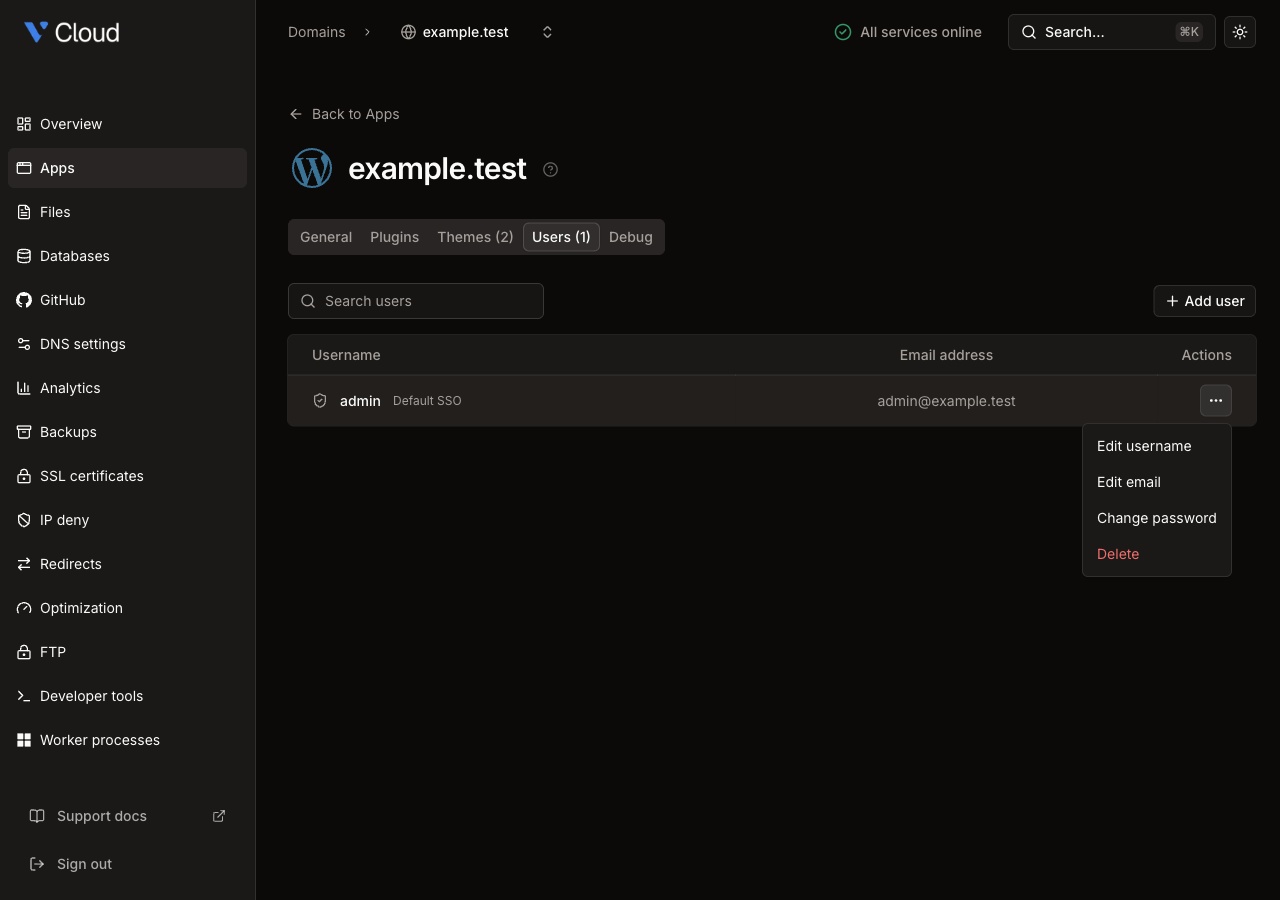 Cloud
Domains
example.test
All services online
Search...
⌘K
Overview
Apps
Files
Databases
GitHub
DNS settings
Analytics
Backups
SSL certificates
IP deny
Redirects
Optimization
FTP
Developer tools
Worker processes
Support docs
Sign out
Back to Apps
example.test
General
Plugins
Themes (2)
Users (1)
Debug
Search users
Add user
Username
Email address
Actions
admin
Default SSO
admin@example.test
Edit username
Edit email
Change password
Delete